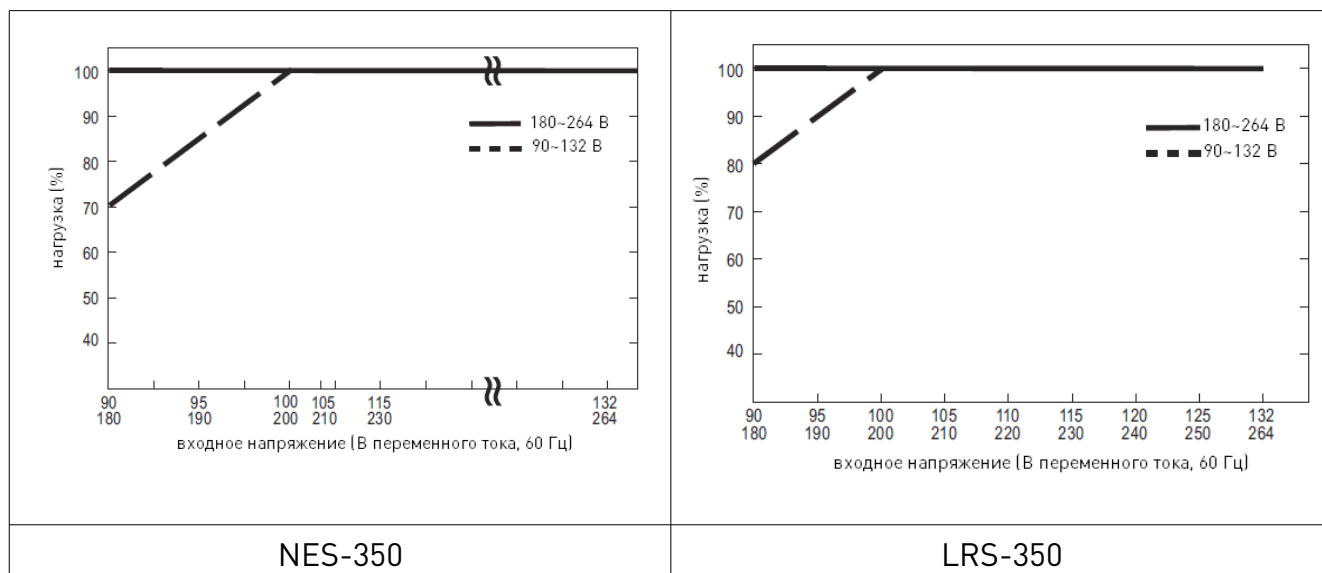 100
90
80
70
60
50
40
нагрузка (%)
180~264 В
90~132 В
90 95 100 105 115 132
180 190 200 210 230 264
входное напряжение (В переменного тока, 60 Гц)
100
90
80
70
60
50
40
нагрузка (%)
180~264 В
90~132 В
90 95 100 105 110 115 120 125 132
180 190 200 210 220 230 240 250 264
входное напряжение (В переменного тока, 60 Гц)
NES-350
LRS-350